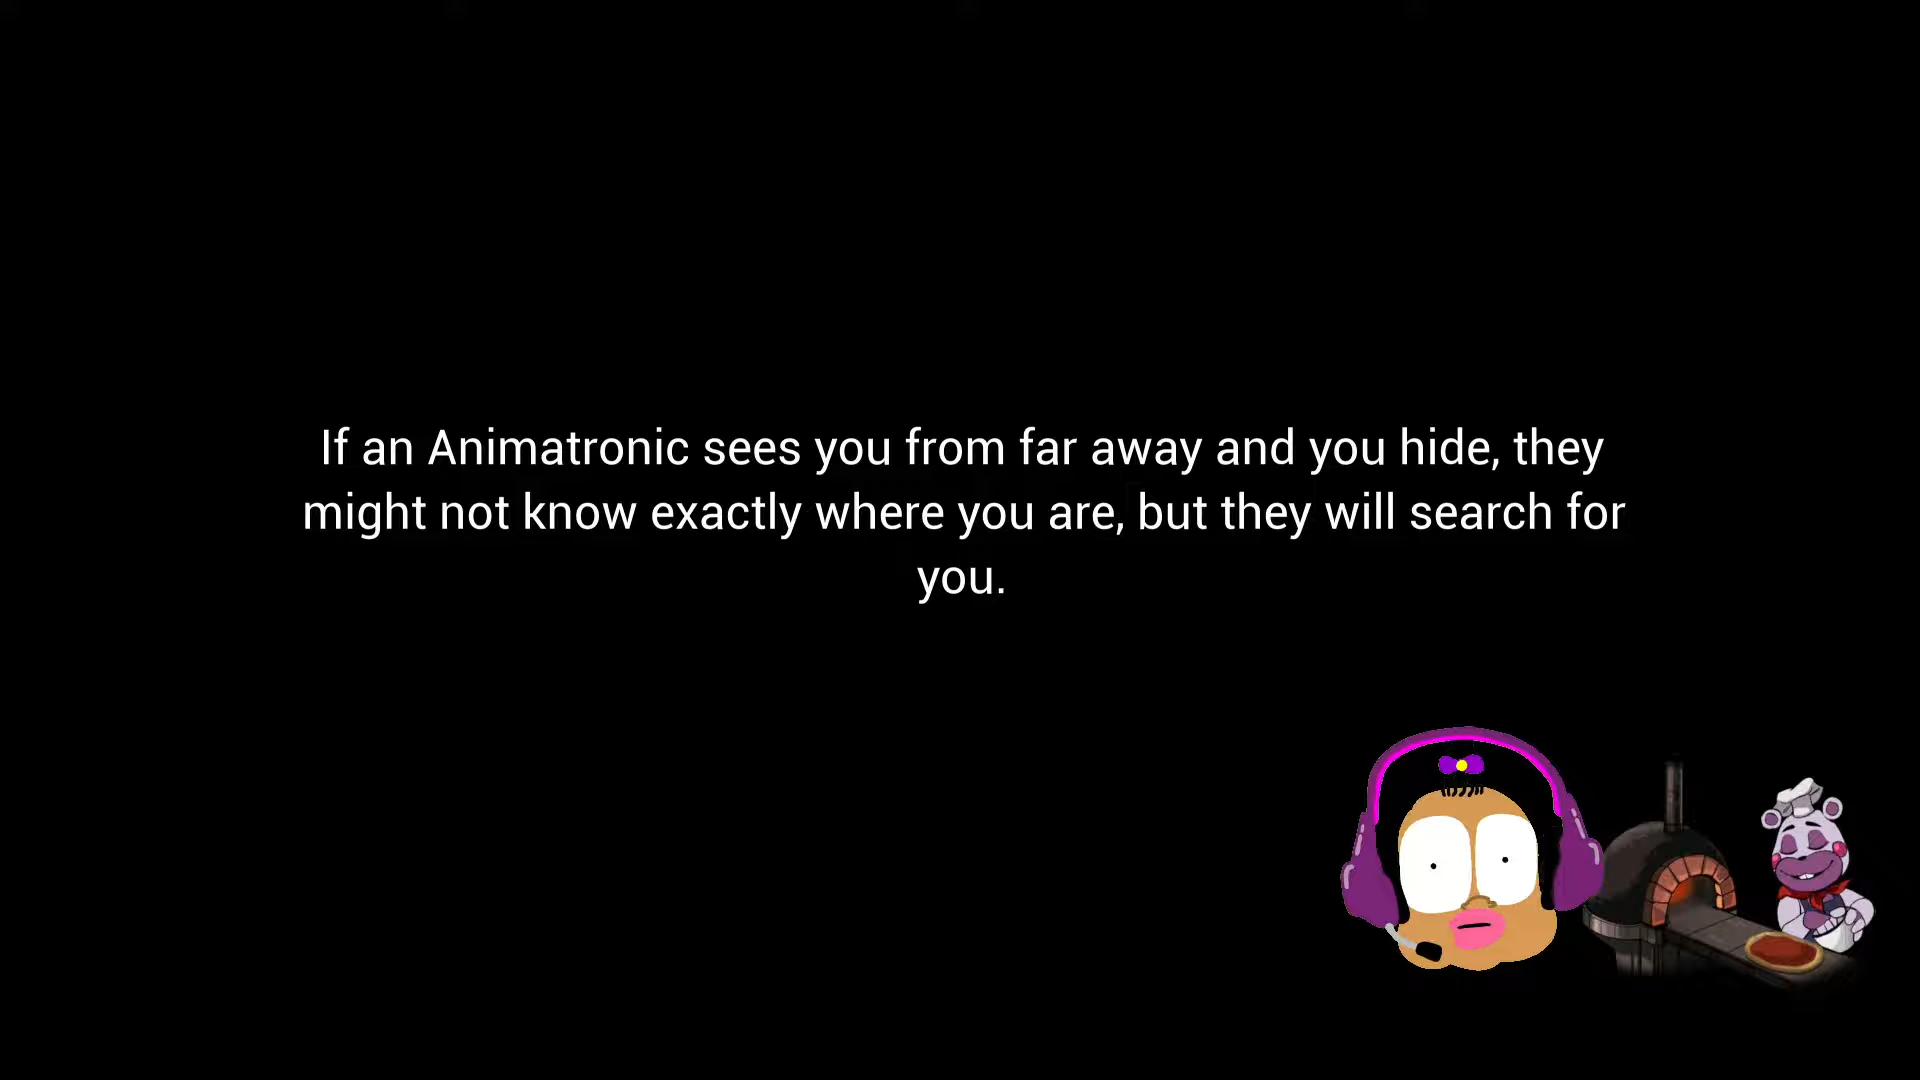 If an Animatronic sees you from far away and you hide, they
might not know exactly where you are, but they will search for
you.